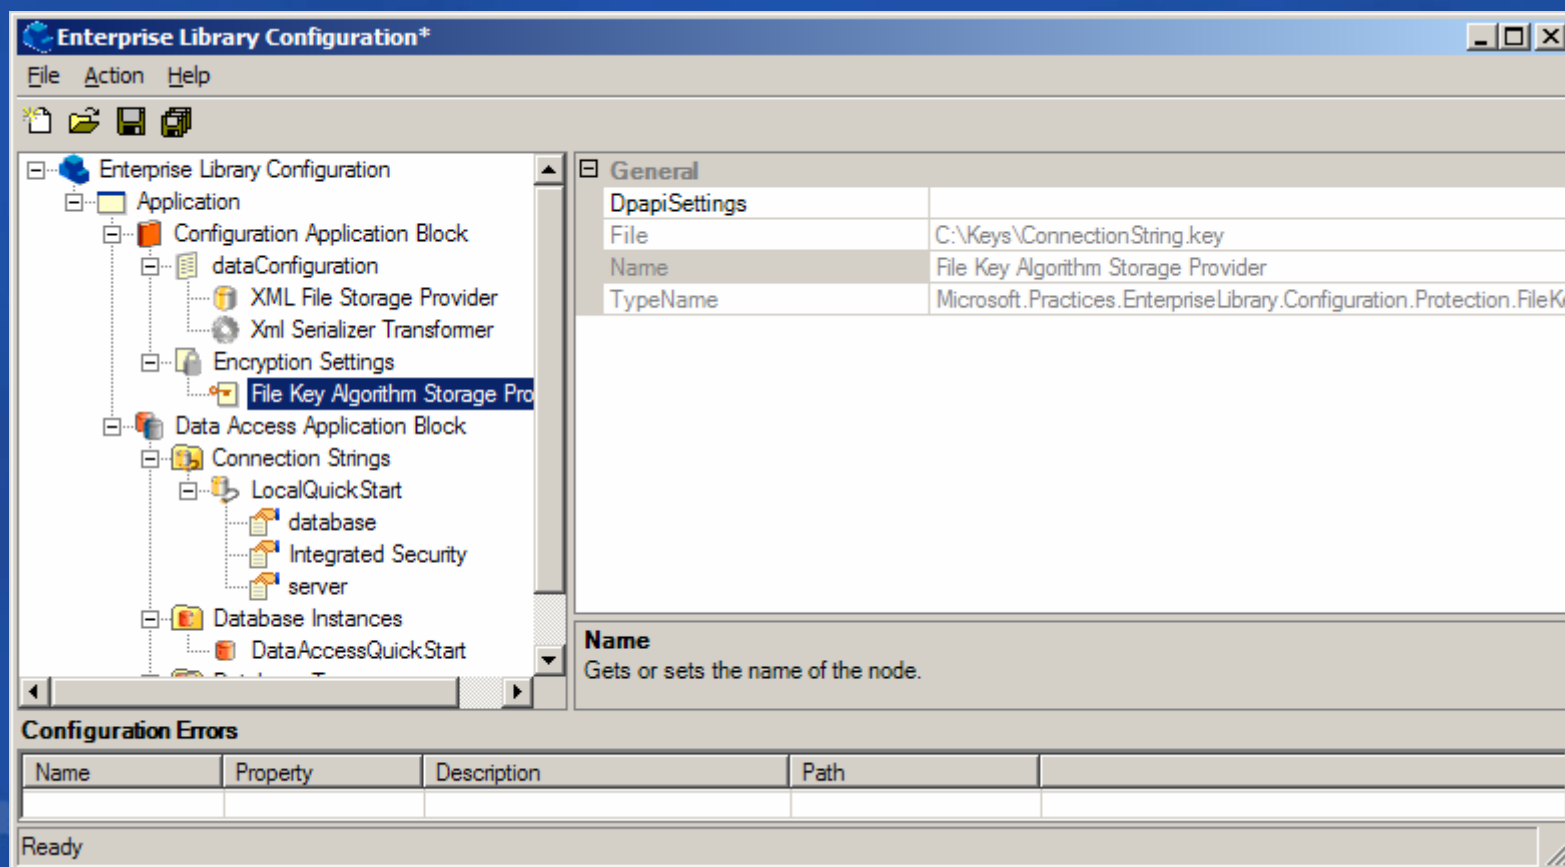 Enterprise Library Configuration*
File Action Help
Enterprise Library Configuration
Application
Configuration Application Block
dataConfiguration
XML File Storage Provider
Xml Serializer Transformer
Encryption Settings
File Key Algorithm Storage Pro
Data Access Application Block
Connection Strings
LocalQuickStart
database
Integrated Security
server
Database Instances
DataAccessQuickStart
General
DpapiSettings
File C:\Keys\ConnectionString.key
Name File Key Algorithm Storage Provider
TypeName Microsoft.Practices.EnterpriseLibrary.Configuration.Protection.FileK
Name
Gets or sets the name of the node.
Configuration Errors
Name Property Description Path
Ready